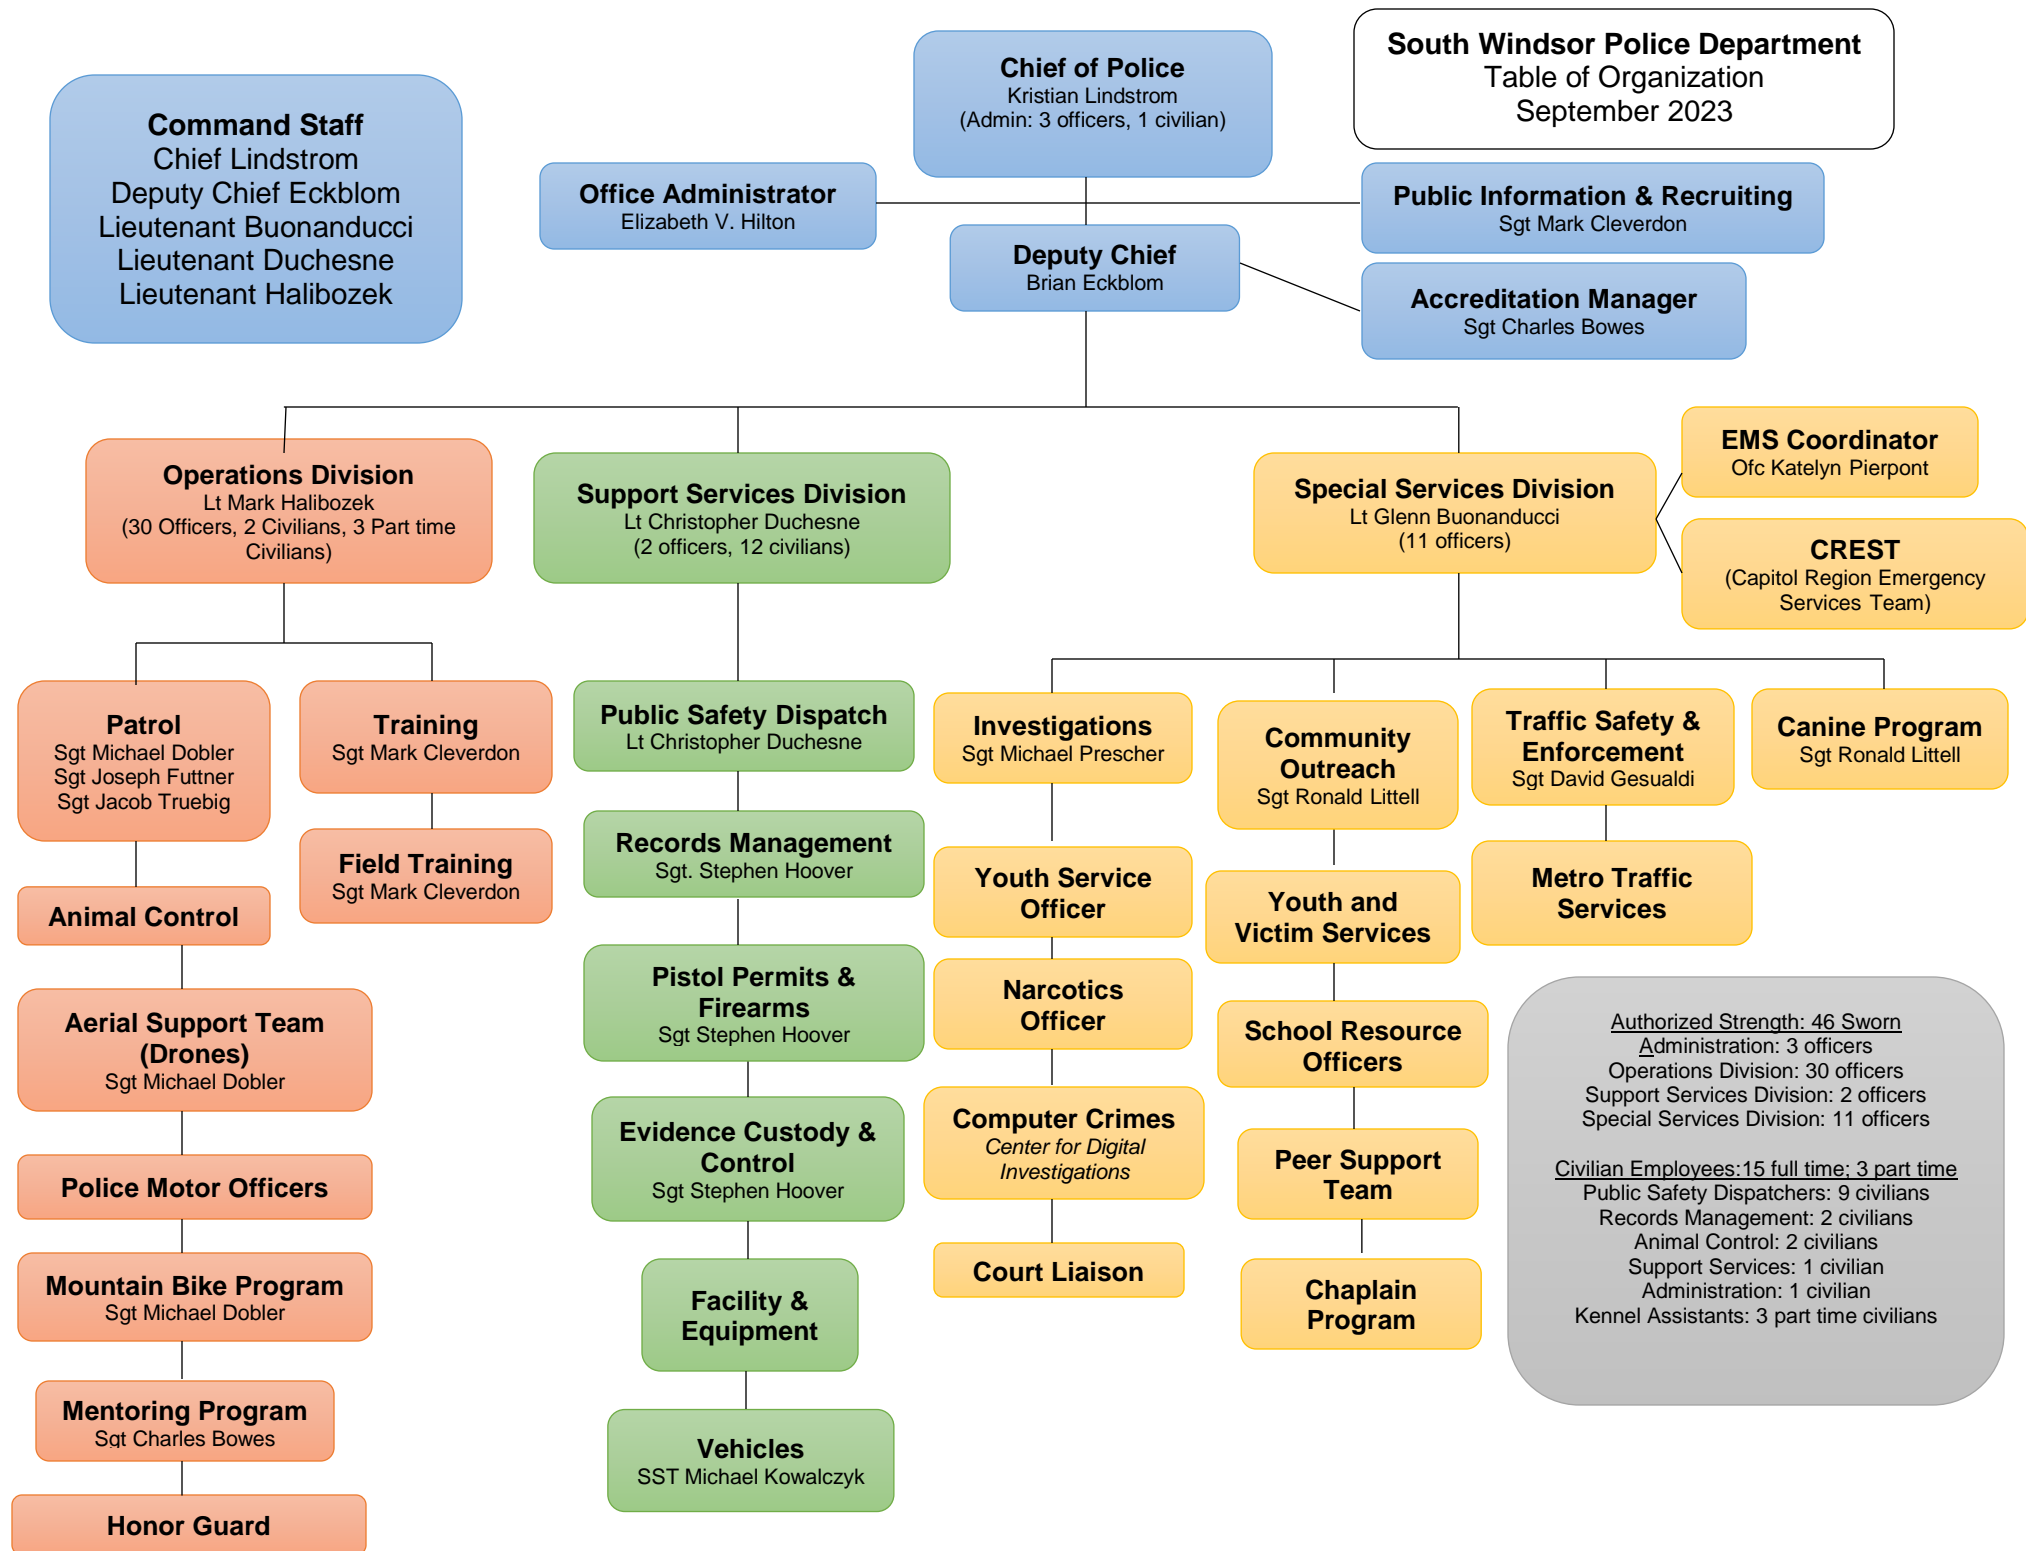 South Windsor Police Department
Table of Organization
September 2023
Chief of Police
Kristian Lindstrom
(Admin: 3 officers, 1 civilian)
Command Staff
Chief Lindstrom
Deputy Chief Eckblom
Lieutenant Buonanducci
Lieutenant Duchesne
Lieutenant Halibozek
Office Administrator
Elizabeth V. Hilton
Public Information & Recruiting
Sgt Mark Cleverdon
Deputy Chief
Brian Eckblom
Accreditation Manager
Sgt Charles Bowes
Operations Division
Lt Mark Halibozek
(30 Officers, 2 Civilians, 3 Part time
Civilians)
Support Services Division
Lt Christopher Duchesne
(2 officers, 12 civilians)
Special Services Division
Lt Glenn Buonanducci
(11 officers)
EMS Coordinator
Ofc Katelyn Pierpont
CREST
(Capitol Region Emergency
Services Team)
Patrol
Sgt Michael Dobler
Sgt Joseph Futtner
Sgt Jacob Truebig
Animal Control
Aerial Support Team
(Drones)
Sgt Michael Dobler
Police Motor Officers
Mountain Bike Program
Sgt Michael Dobler
Mentoring Program
Sgt Charles Bowes
Honor Guard
Training
Sgt Mark Cleverdon
Field Training
Sgt Mark Cleverdon
Public Safety Dispatch
Lt Christopher Duchesne
Records Management
Sgt. Stephen Hoover
Pistol Permits &
Firearms
Sgt Stephen Hoover
Evidence Custody &
Control
Sgt Stephen Hoover
Facility &
Equipment
Vehicles
SST Michael Kowalczyk
Investigations
Sgt Michael Prescher
Youth Service
Officer
Narcotics
Officer
Computer Crimes
Center for Digital
Investigations
Court Liaison
Community
Outreach
Sgt Ronald Littell
Youth and
Victim Services
School Resource
Officers
Peer Support
Team
Chaplain
Program
Traffic Safety &
Enforcement
Sgt David Gesualdi
Metro Traffic
Services
Canine Program
Sgt Ronald Littell
Authorized Strength: 46 Sworn
Administration: 3 officers
Operations Division: 30 officers
Support Services Division: 2 officers
Special Services Division: 11 officers
Civilian Employees:15 full time; 3 part time
Public Safety Dispatchers: 9 civilians
Records Management: 2 civilians
Animal Control: 2 civilians
Support Services: 1 civilian
Administration: 1 civilian
Kennel Assistants: 3 part time civilians